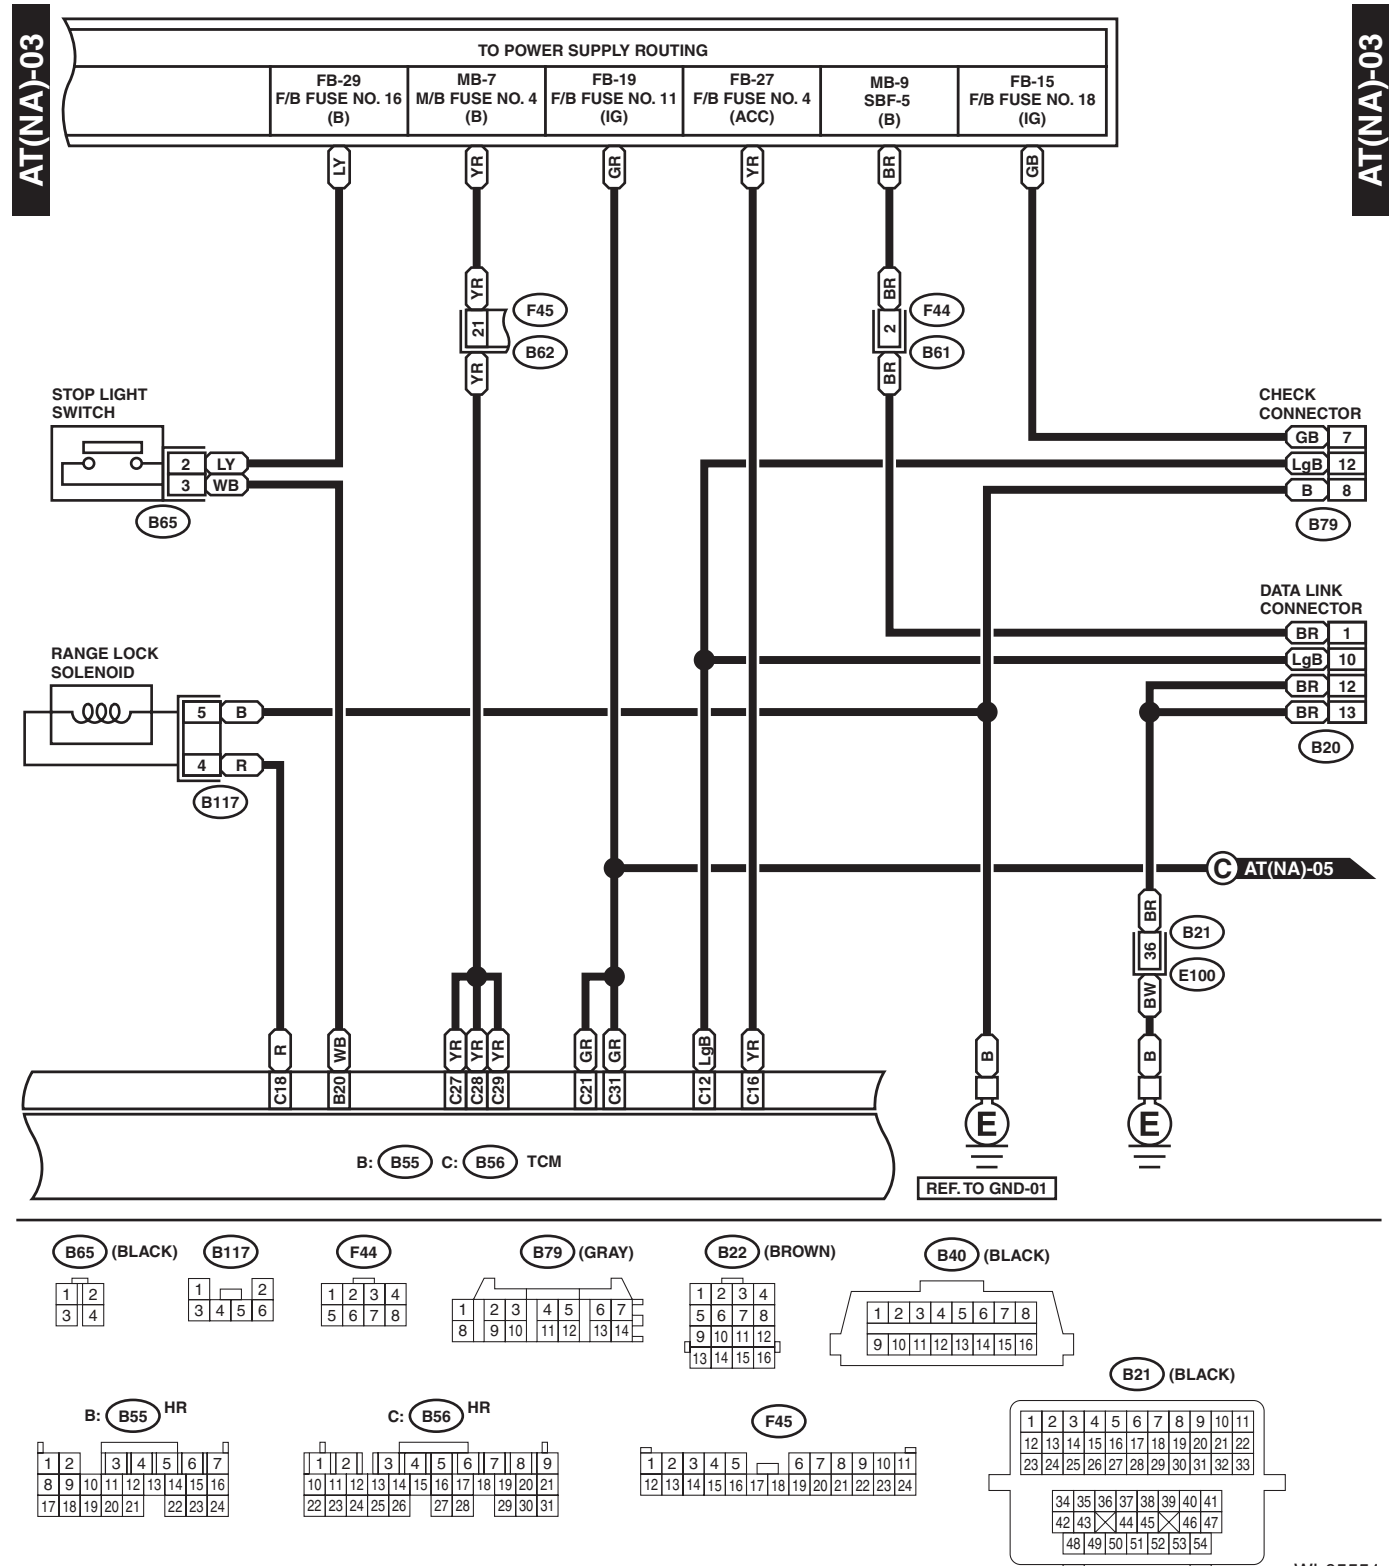 AT(NA)-03
AT(NA)-03
TO POWER SUPPLY ROUTING
FB-29
F/B FUSE NO. 16
(B)
MB-7
M/B FUSE NO. 4
(B)
FB-19
F/B FUSE NO. 11
(IG)
FB-27
F/B FUSE NO. 4
(ACC)
MB-9
SBF-5
(B)
FB-15
F/B FUSE NO. 18
(IG)
LY
YR
GR
YR
BR
GB
YR
21
YR
F45
B62
BR
2
BR
F44
B61
STOP LIGHT
SWITCH
2 LY
3 WB
B65
CHECK
CONNECTOR
GB 7
LgB 12
B 8
B79
DATA LINK
CONNECTOR
BR 1
LgB 10
BR 12
BR 13
B20
RANGE LOCK
SOLENOID
5 B
4 R
B117
C AT(NA)-05
BR
36
BW
B21
E100
R
WB
YR
YR
YR
GR
GR
LgB
YR
B
B
C18
B20
C27
C28
C29
C21
C31
C12
C16
E
E
B: B55 C: B56 TCM
REF. TO GND-01
B65 (BLACK)
1 2
3 4
B117
1 2
3 4 5 6
F44
1 2 3 4
5 6 7 8
B79 (GRAY)
1 2 3 4 5 6 7
8 9 10 11 12 13 14
B22 (BROWN)
1 2 3 4
5 6 7 8
9 10 11 12
13 14 15 16
B40 (BLACK)
1 2 3 4 5 6 7 8
9 10 11 12 13 14 15 16
B: B55 HR
1 2 3 4 5 6 7
8 9 10 11 12 13 14 15 16
17 18 19 20 21 22 23 24
C: B56 HR
1 2 3 4 5 6 7 8 9
10 11 12 13 14 15 16 17 18 19 20 21
22 23 24 25 26 27 28 29 30 31
F45
1 2 3 4 5 6 7 8 9 10 11
12 13 14 15 16 17 18 19 20 21 22 23 24
B21 (BLACK)
1 2 3 4 5 6 7 8 9 10 11
12 13 14 15 16 17 18 19 20 21 22
23 24 25 26 27 28 29 30 31 32 33
34 35 36 37 38 39 40 41
42 43 44 45 46 47
48 49 50 51 52 53 54